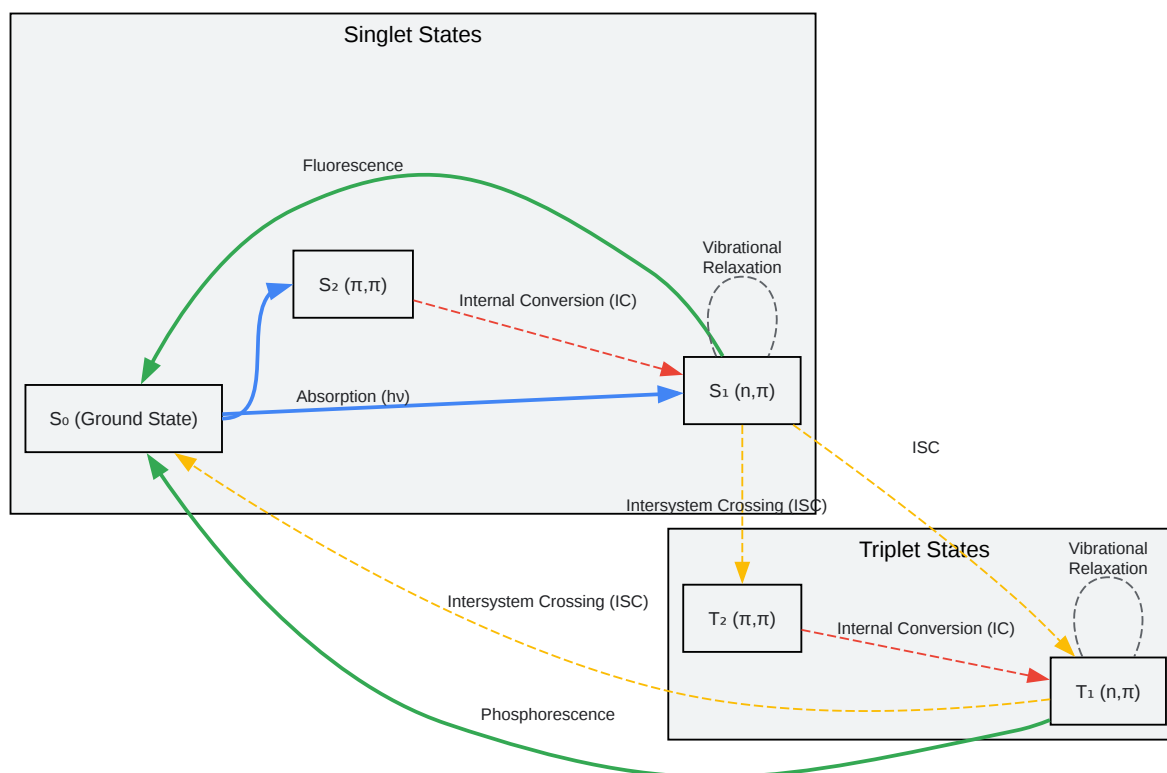 Singlet States
Fluorescence
Vibrational
Relaxation
S₂ (π,π)
Internal Conversion (IC)
S₁ (n,π)
Absorption (hν)
S₀ (Ground State)
ISC
Intersystem Crossing (ISC)
Triplet States
Vibrational
Relaxation
Intersystem Crossing (ISC)
T₂ (π,π)
Internal Conversion (IC)
T₁ (n,π)
Phosphorescence